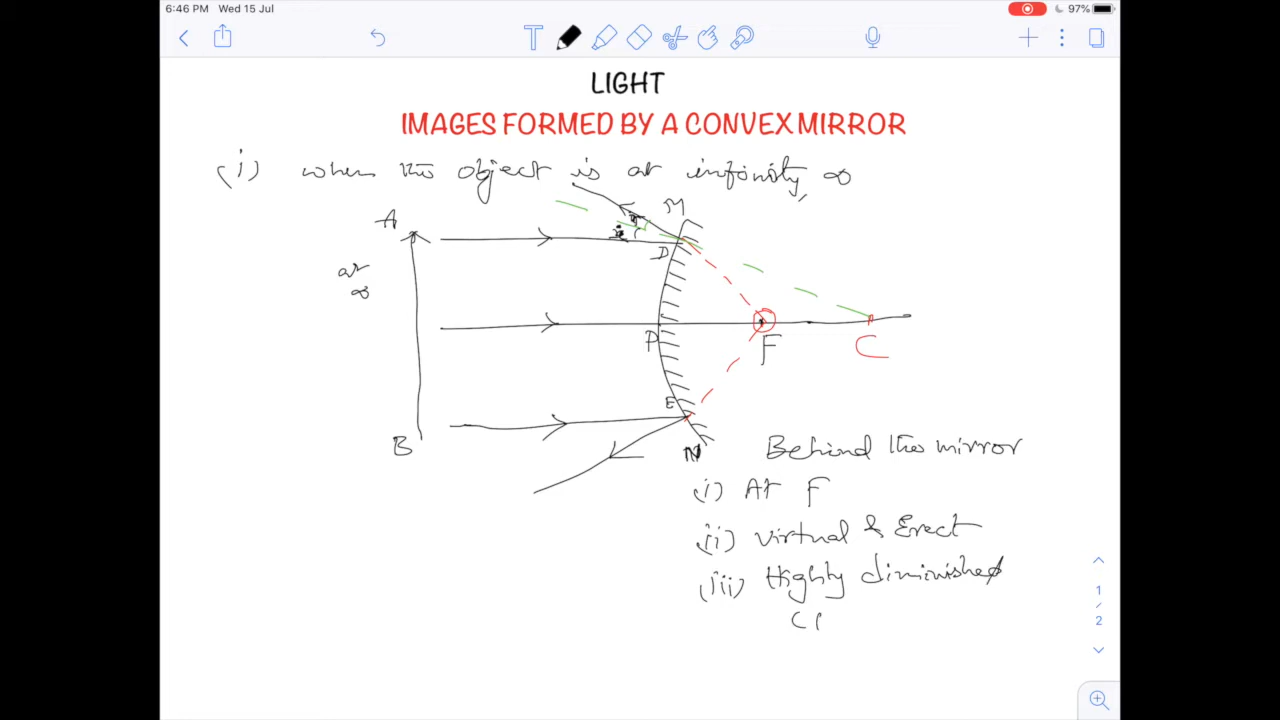 6:46 PM Wed 15 Jul
97%
LIGHT
IMAGES FORMED BY A CONVEX MIRROR
(i) when the object is at infinity, ∞
A
M
at
∞
i
r
D
P
F
C
E
B
N
Behind the mirror
(i) At F
(ii) Virtual & Erect
(iii) Highly diminished
(
1
/
2